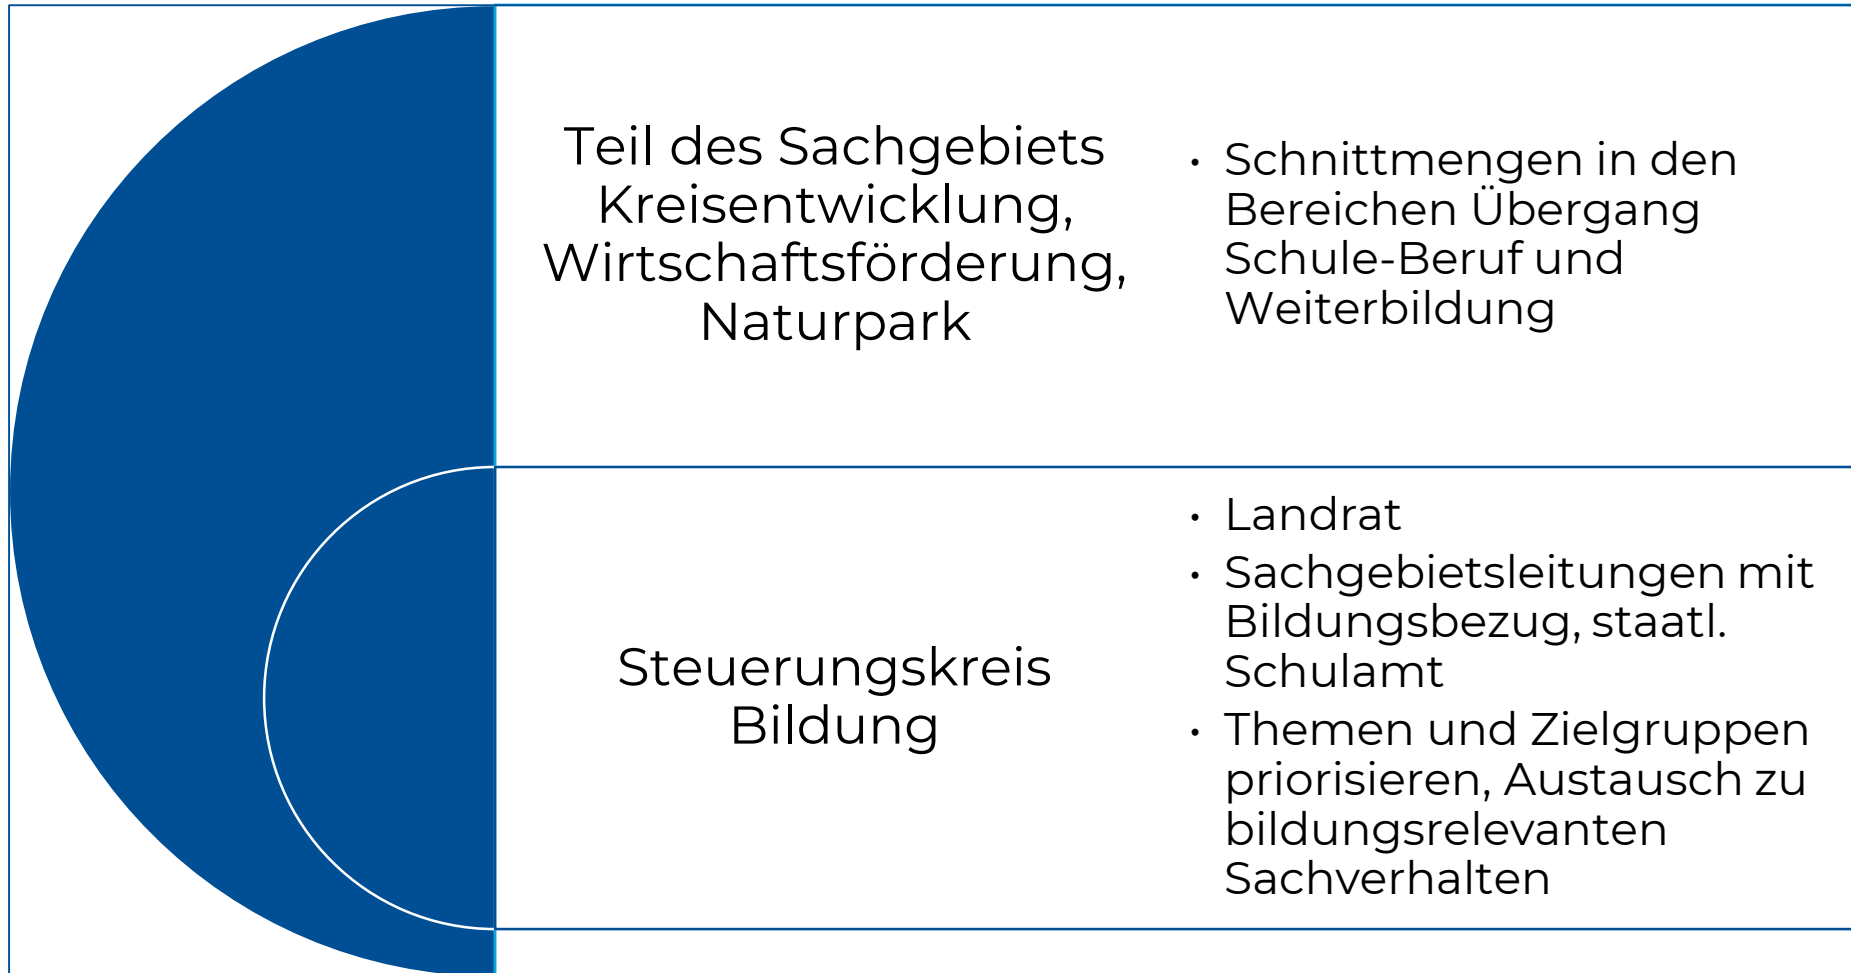 Teil des Sachgebiets
Kreisentwicklung,
Wirtschaftsförderung,
Naturpark
• Schnittmengen in den
Bereichen Übergang
Schule-Beruf und
Weiterbildung
Steuerungskreis
Bildung
• Landrat
• Sachgebietsleitungen mit
Bildungsbezug, staatl.
Schulamt
• Themen und Zielgruppen
priorisieren, Austausch zu
bildungsrelevanten
Sachverhalten